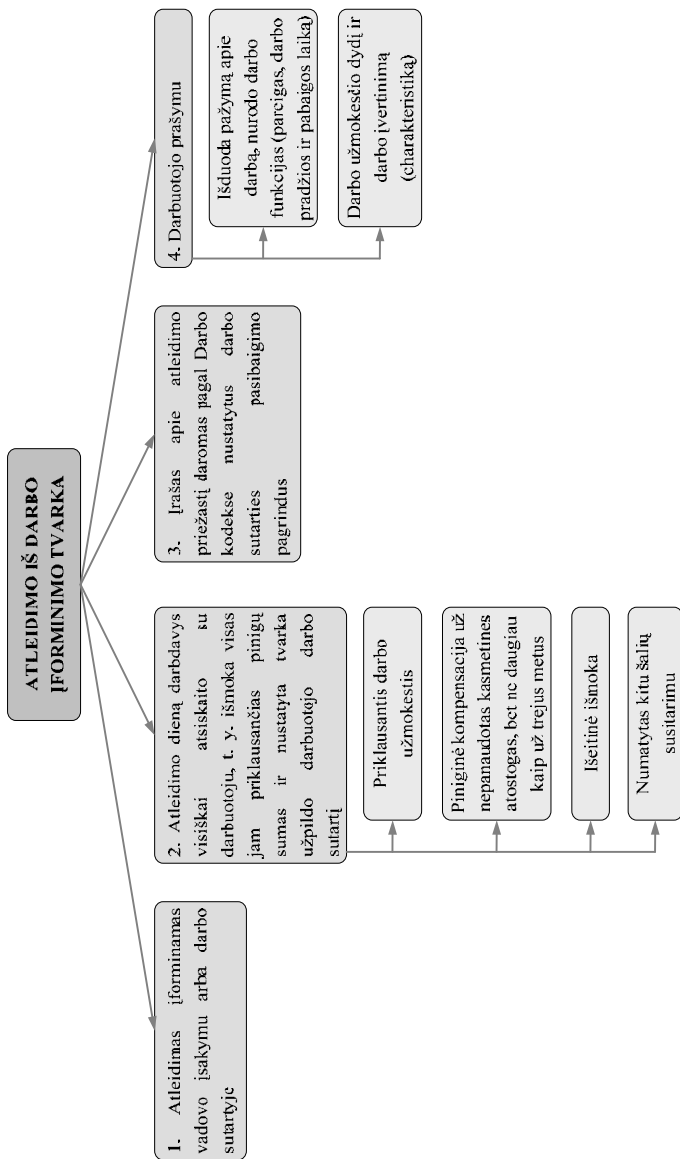 ATLEIDIMO IŠ DARBO
ĮFORMINIMO TVARKA
1. Atleidimas įforminamas
vadovo įsakymu arba darbo
sutartyje
2. Atleidimo dieną darbdavys
visiškai atsiskaito su
darbuotoju, t. y. išmoka visas
jam priklausančias pinigų
sumas ir nustatyta tvarka
užpildo darbuotojo darbo
sutartį
Priklausantis darbo
užmokestis
Piniginė kompensacija už
nepanaudotas kasmetines
atostogas, bet ne daugiau
kaip už trejus metus
Išeitinė išmoka
Numatytas kitu šalių
susitarimu
3. Įrašas apie atleidimo
priežastį daromas pagal Darbo
kodekse nustatytus darbo
sutarties pasibaigimo
pagrindus
4. Darbuotojo prašymu
Išduoda pažymą apie
darbą, nurodo darbo
funkcijas (pareigas, darbo
pradžios ir pabaigos laiką)
Darbo užmokesčio dydį ir
darbo įvertinimą
(charakteristiką)